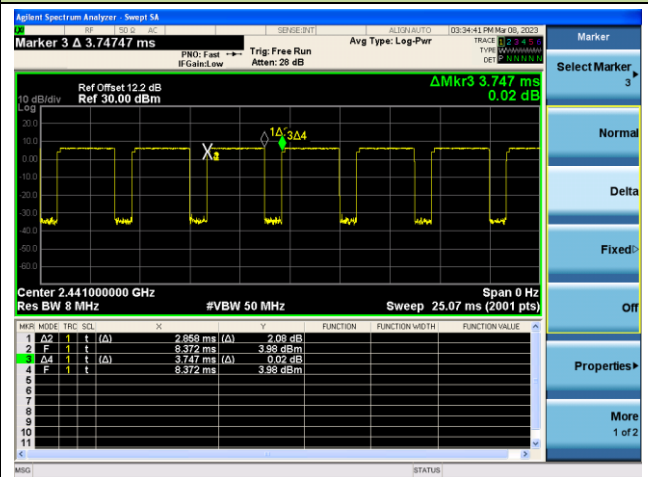 Agilent Spectrum Analyzer - Swept SA
RF 50 Ω AC SENSE:INT ALIGN AUTO 03:34:41 PM Mar 08, 2023
Marker 3 Δ 3.74747 ms
PNO: Fast
IFGain:Low
Trig: Free Run
Atten: 28 dB
Avg Type: Log-Pwr
TRACE 1 2 3 4 5 6
TYPE
DET P N N N N N
ΔMkr3 3.747 ms
0.02 dB
Ref Offset 12.2 dB
10 dB/div Ref 30.00 dBm
Log
20.0
10.0
0.00
-10.0
-20.0
-30.0
-40.0
-50.0
-60.0
1Δ2
3Δ4
Center 2.441000000 GHz Span 0 Hz
Res BW 8 MHz #VBW 50 MHz Sweep 25.07 ms (2001 pts)
MKR MODE TRC SCL X Y FUNCTION FUNCTION WIDTH FUNCTION VALUE
1 Δ2 1 t (Δ) 2.858 ms (Δ) 2.08 dB
2 F 1 t 8.372 ms 3.98 dBm
3 Δ4 1 t (Δ) 3.747 ms (Δ) 0.02 dB
4 F 1 t 8.372 ms 3.98 dBm
5
6
7
8
9
10
11
MSG STATUS
Marker
Select Marker
3
Normal
Delta
Fixed
Off
Properties
More
1 of 2